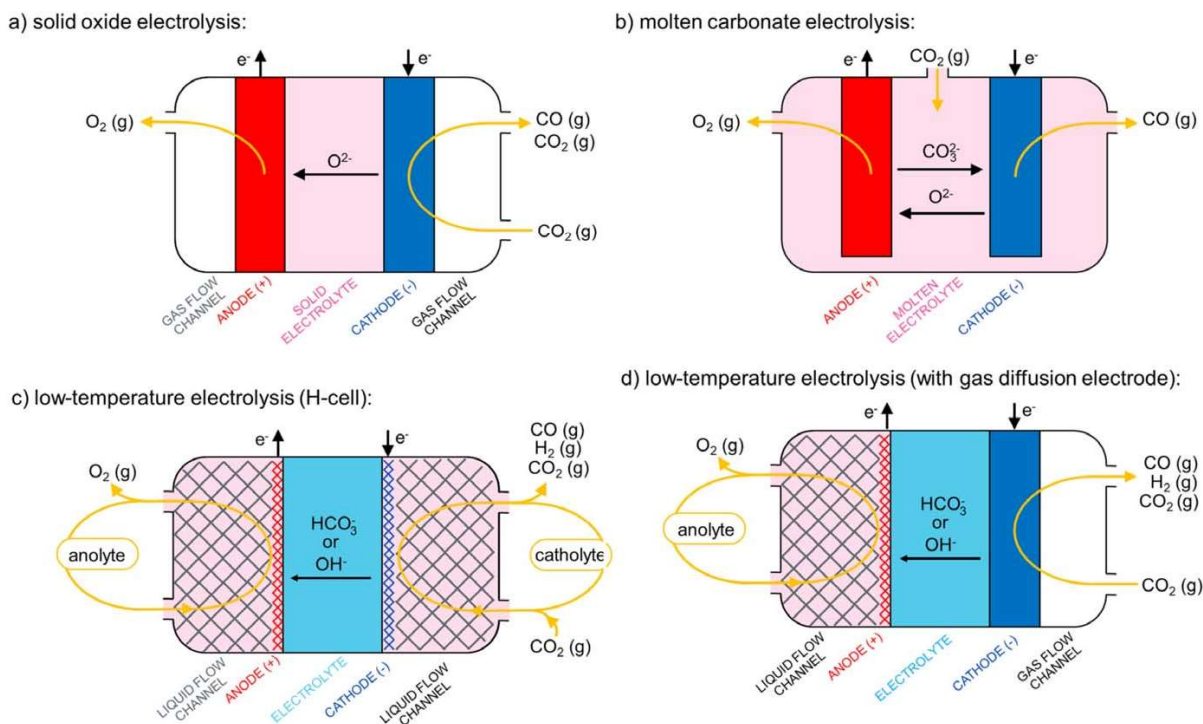 a) solid oxide electrolysis:
e-
e-
O2 (g)
CO (g)
CO2 (g)
O2-
CO2 (g)
GAS FLOW
CHANNEL
ANODE (+)
SOLID
ELECTROLYTE
CATHODE (-)
GAS FLOW
CHANNEL
b) molten carbonate electrolysis:
e-
CO2 (g)
e-
O2 (g)
CO (g)
CO3 2-
O2-
ANODE (+)
MOLTEN
ELECTROLYTE
CATHODE (-)
c) low-temperature electrolysis (H-cell):
e-
e-
CO (g)
H2 (g)
CO2 (g)
O2 (g)
HCO3-
or
OH-
anolyte
catholyte
CO2 (g)
LIQUID FLOW
CHANNEL
ANODE (+)
ELECTROLYTE
CATHODE (-)
LIQUID FLOW
CHANNEL
d) low-temperature electrolysis (with gas diffusion electrode):
e-
e-
O2 (g)
CO (g)
H2 (g)
CO2 (g)
HCO3-
or
OH-
anolyte
CO2 (g)
LIQUID FLOW
CHANNEL
ANODE (+)
ELECTROLYTE
CATHODE (-)
GAS FLOW
CHANNEL